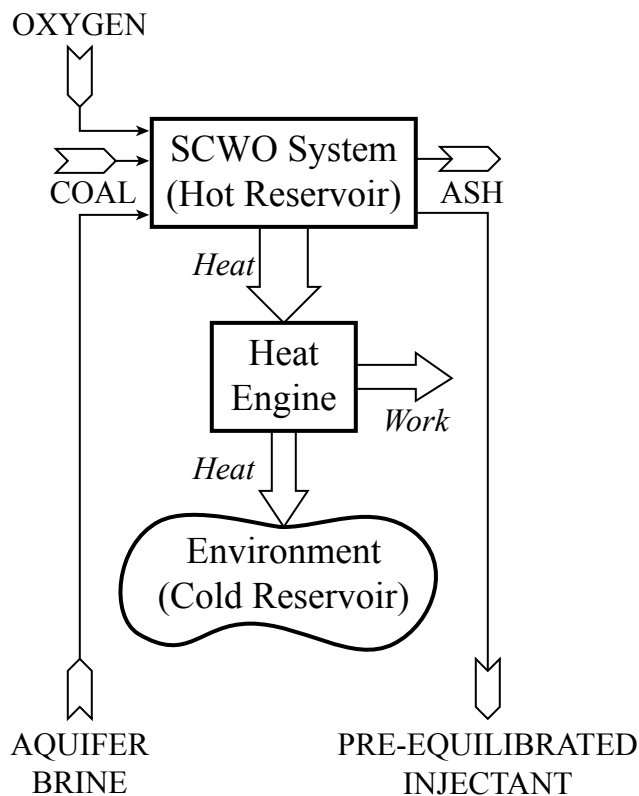 OXYGEN
SCWO System
(Hot Reservoir)
COAL
ASH
Heat
Heat
Engine
Work
Heat
Environment
(Cold Reservoir)
AQUIFER
BRINE
PRE-EQUILIBRATED
INJECTANT